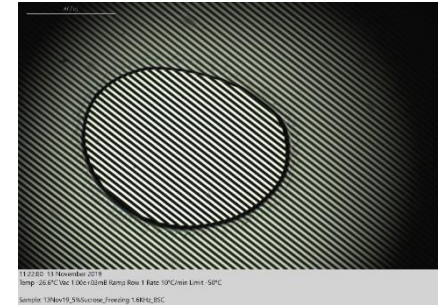 11:22:00 13 November 2019
Temp -26.6°C Vac 1.00e+03mB Ramp Row 1 Rate 10°C/min Limit -50°C
Sample: 13Nov19_5%Sucrose_Freezing 1.6KHz_BSC